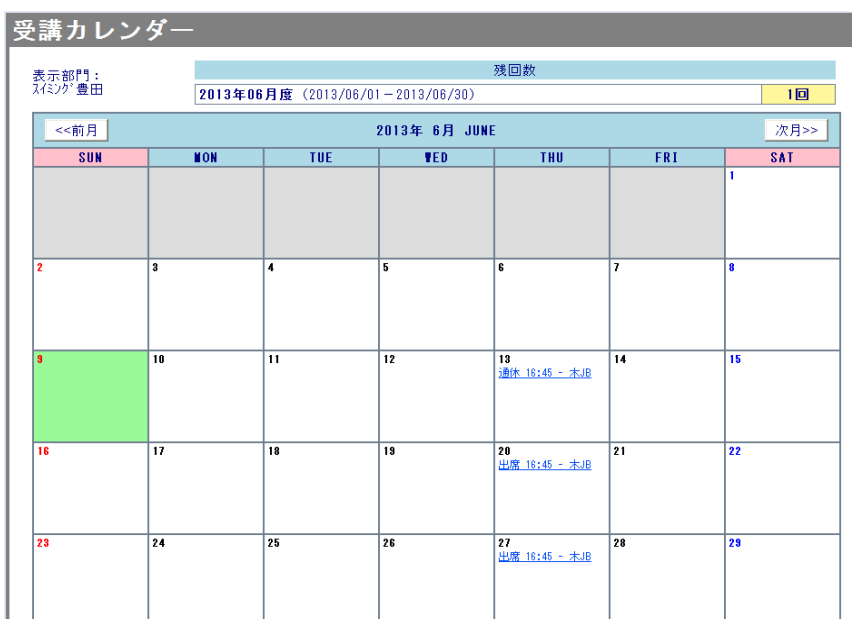 受講カレンダー
表示部門：
ｽｲﾐﾝｸﾞ豊田
残回数
2013年06月度（2013/06/01－2013/06/30） 1回
<<前月 2013年 6月 JUNE 次月>>
SUN MON TUE WED THU FRI SAT
1
2 3 4 5 6 7 8
9 10 11 12 13 14 15
通休 16:45 - 木JB
16 17 18 19 20 21 22
出席 16:45 - 木JB
23 24 25 26 27 28 29
出席 16:45 - 木JB